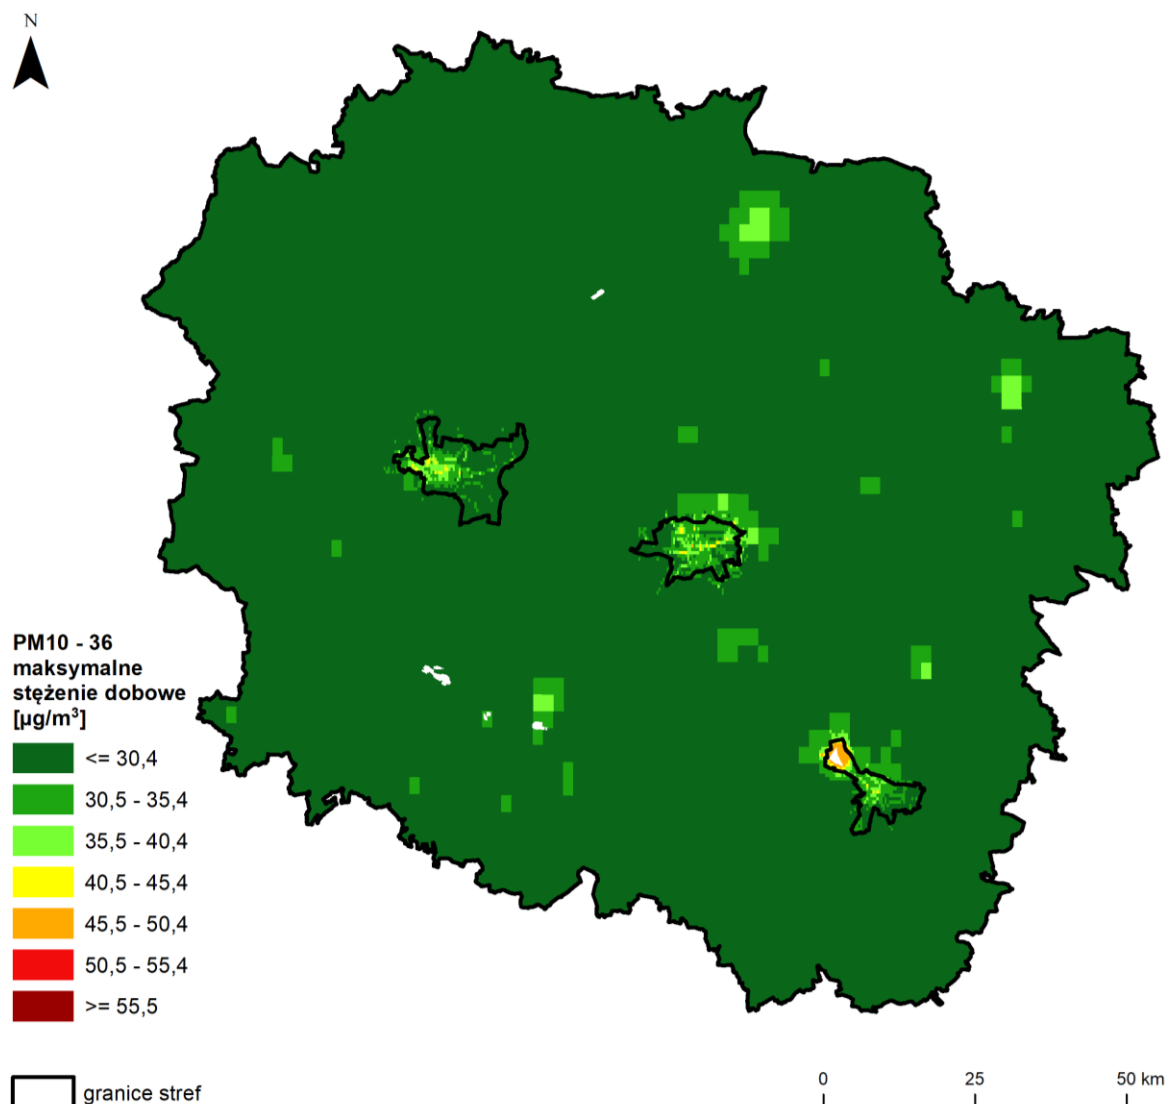 N
PM10 - 36
maksymalne
stężenie dobowe
[µg/m³]
<= 30,4
30,5 - 35,4
35,5 - 40,4
40,5 - 45,4
45,5 - 50,4
50,5 - 55,4
>= 55,5
granice stref
0 25 50 km